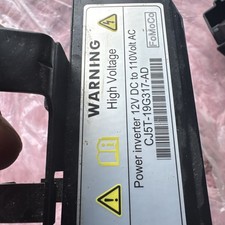 FoMoCo
WARNING
High Voltage
Power inverter 12V DC to 110Volt AC
CJ5T-19G317-AD